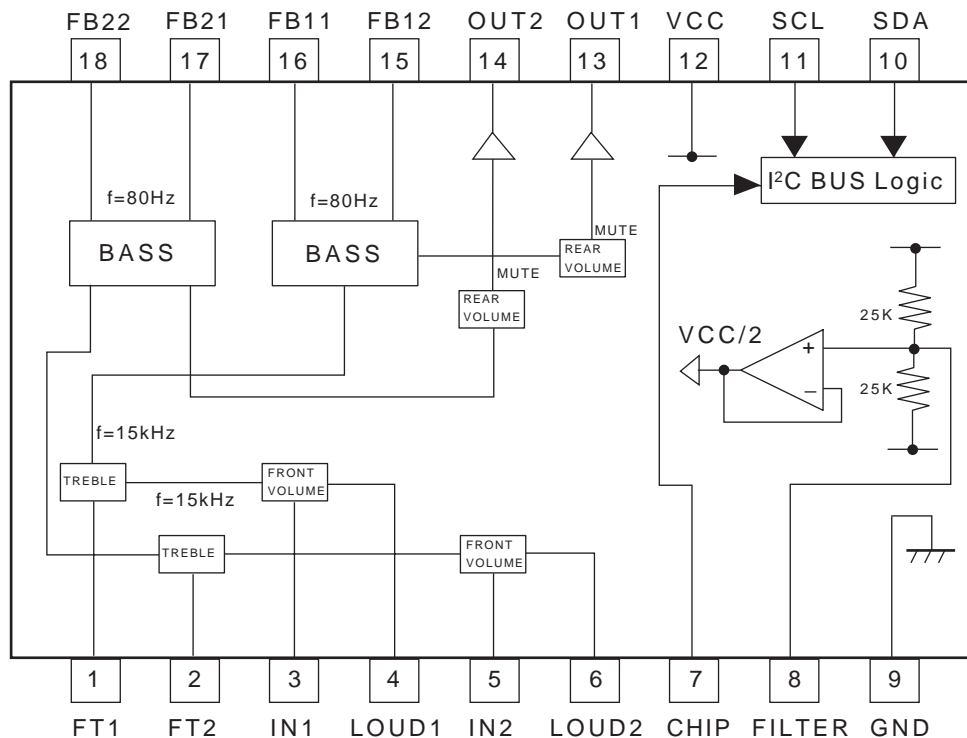 FB22 FB21 FB11 FB12 OUT2 OUT1 VCC SCL SDA
18 17 16 15 14 13 12 11 10
I²C BUS Logic
f=80Hz f=80Hz
BASS BASS
MUTE
REAR
VOLUME
MUTE
REAR
VOLUME
25K
VCC/2
+
−
25K
f=15kHz
TREBLE
f=15kHz
FRONT
VOLUME
TREBLE
FRONT
VOLUME
1 2 3 4 5 6 7 8 9
FT1 FT2 IN1 LOUD1 IN2 LOUD2 CHIP FILTER GND